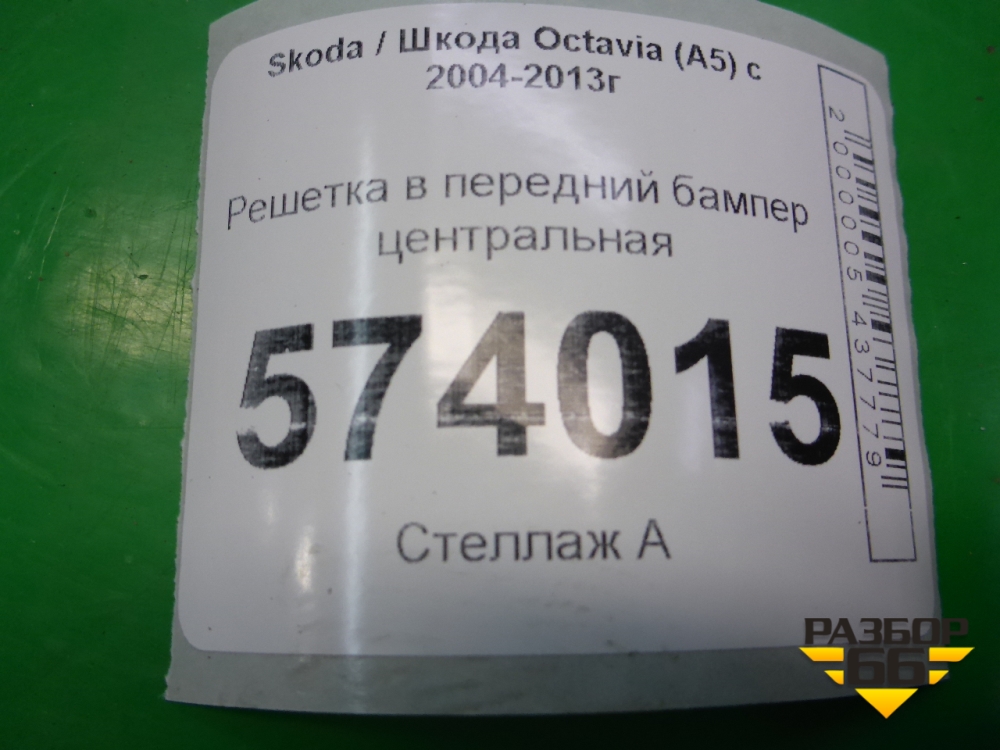 Skoda / Шкода Octavia (A5) с
2004-2013г
Решетка в передний бампер
центральная
574015
Стеллаж А
2000005437779
РАЗБОР
66